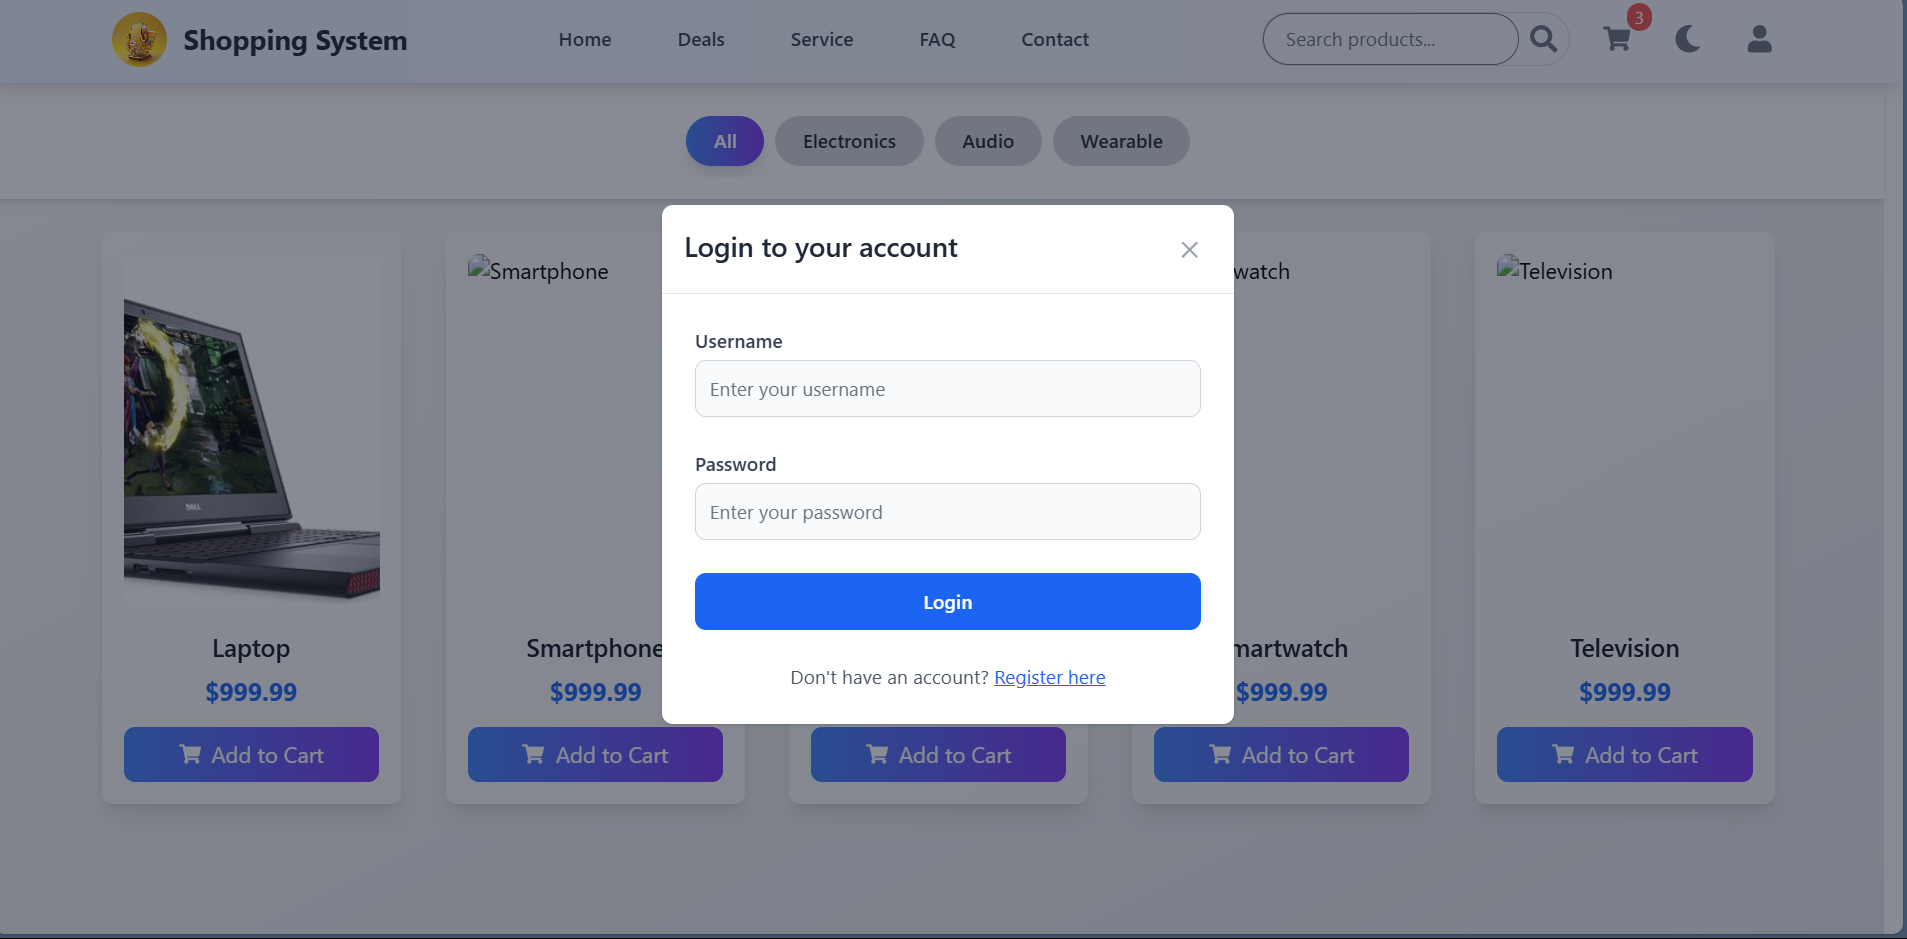 Shopping System
Home
Deals
Service
FAQ
Contact
Search products...
3
All
Electronics
Audio
Wearable
Login to your account
Username
Enter your username
Password
Enter your password
Login
Don't have an account? Register here
DELL
Laptop
$999.99
Add to Cart
Smartphone
Smartphone
$999.99
Add to Cart
Add to Cart
watch
martwatch
$999.99
Add to Cart
Television
Television
$999.99
Add to Cart